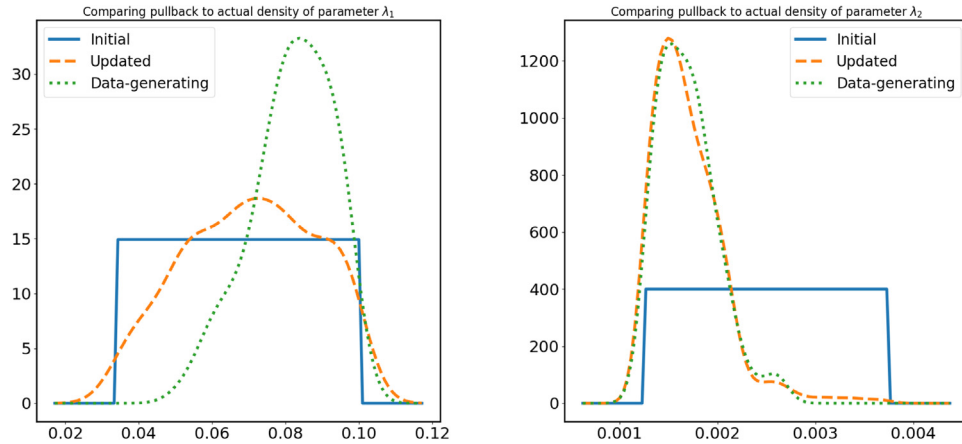 Comparing pullback to actual density of parameter λ₁
Initial
Updated
Data-generating
30
25
20
15
10
5
0
0.02 0.04 0.06 0.08 0.10 0.12
Comparing pullback to actual density of parameter λ₂
Initial
Updated
Data-generating
1200
1000
800
600
400
200
0
0.001 0.002 0.003 0.004